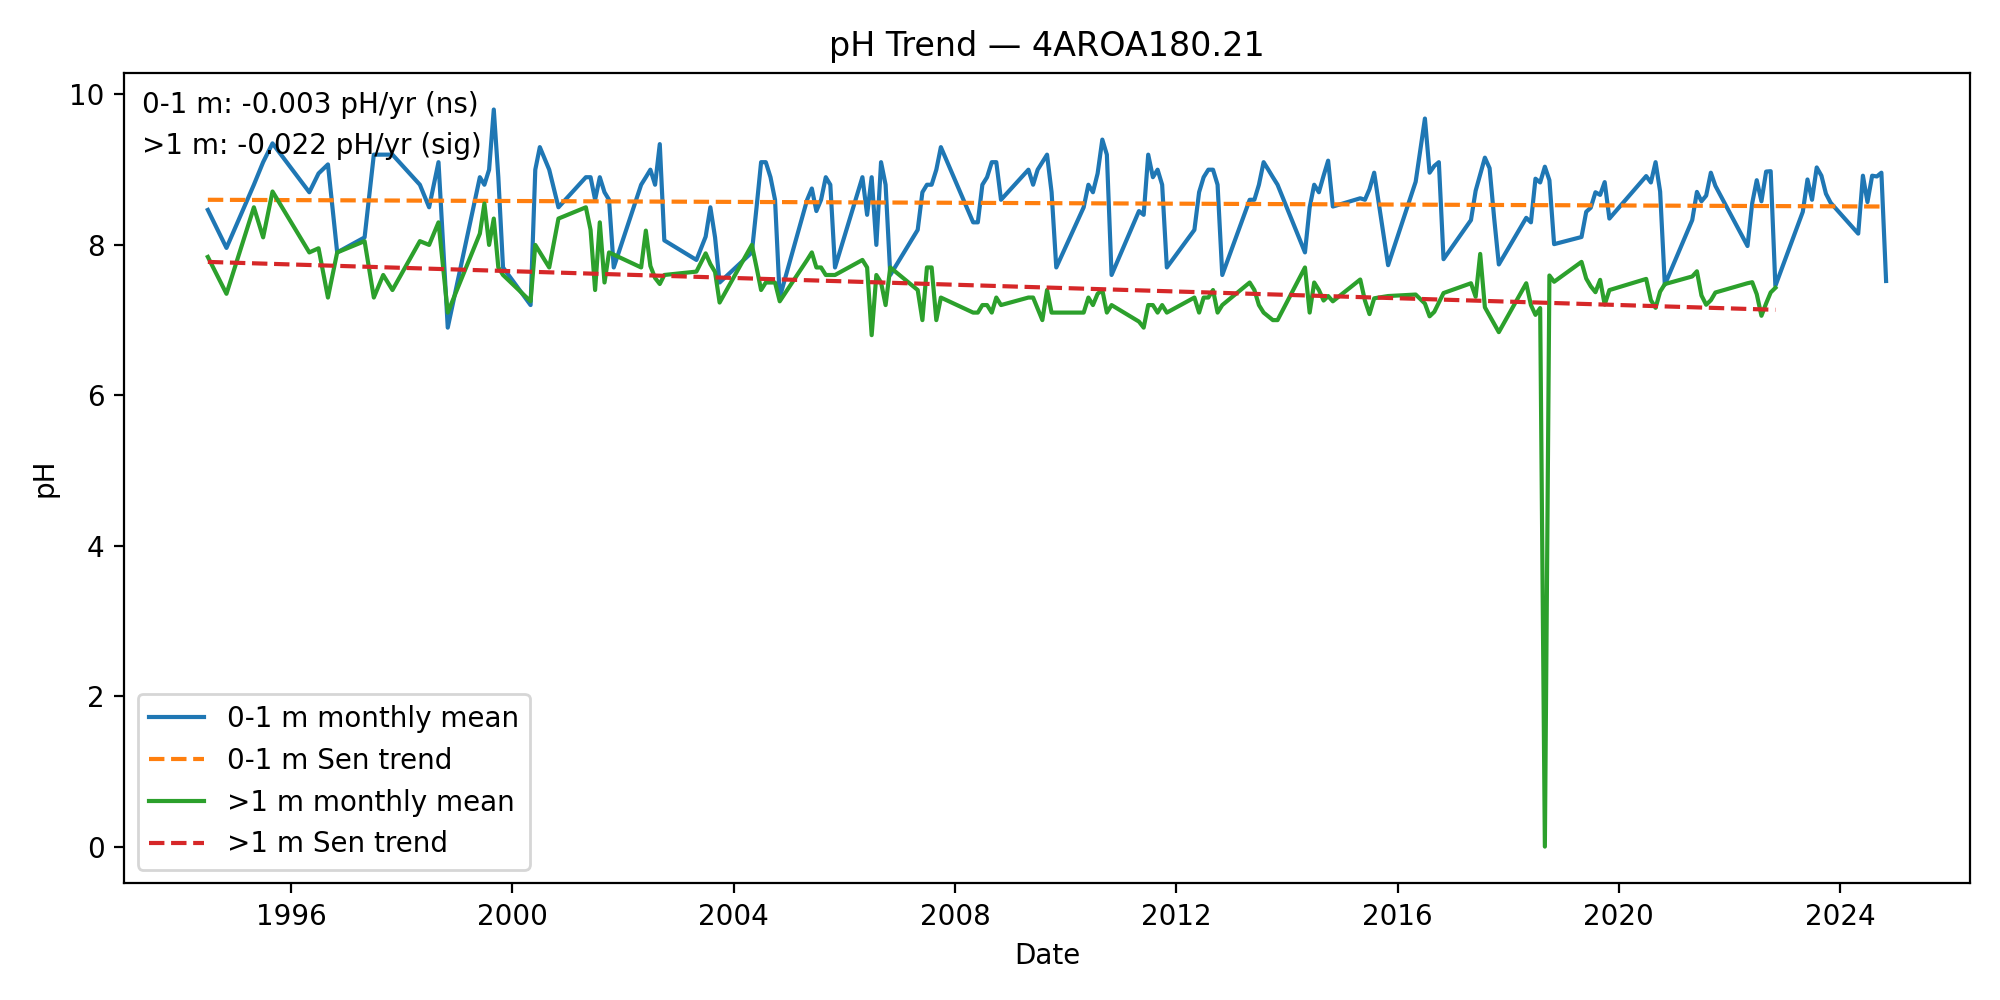 pH Trend — 4AROA180.21
0-1 m: -0.003 pH/yr (ns)
>1 m: -0.022 pH/yr (sig)
10
8
6
4
2
0
pH
0-1 m monthly mean
0-1 m Sen trend
>1 m monthly mean
>1 m Sen trend
1996 2000 2004 2008 2012 2016 2020 2024
Date